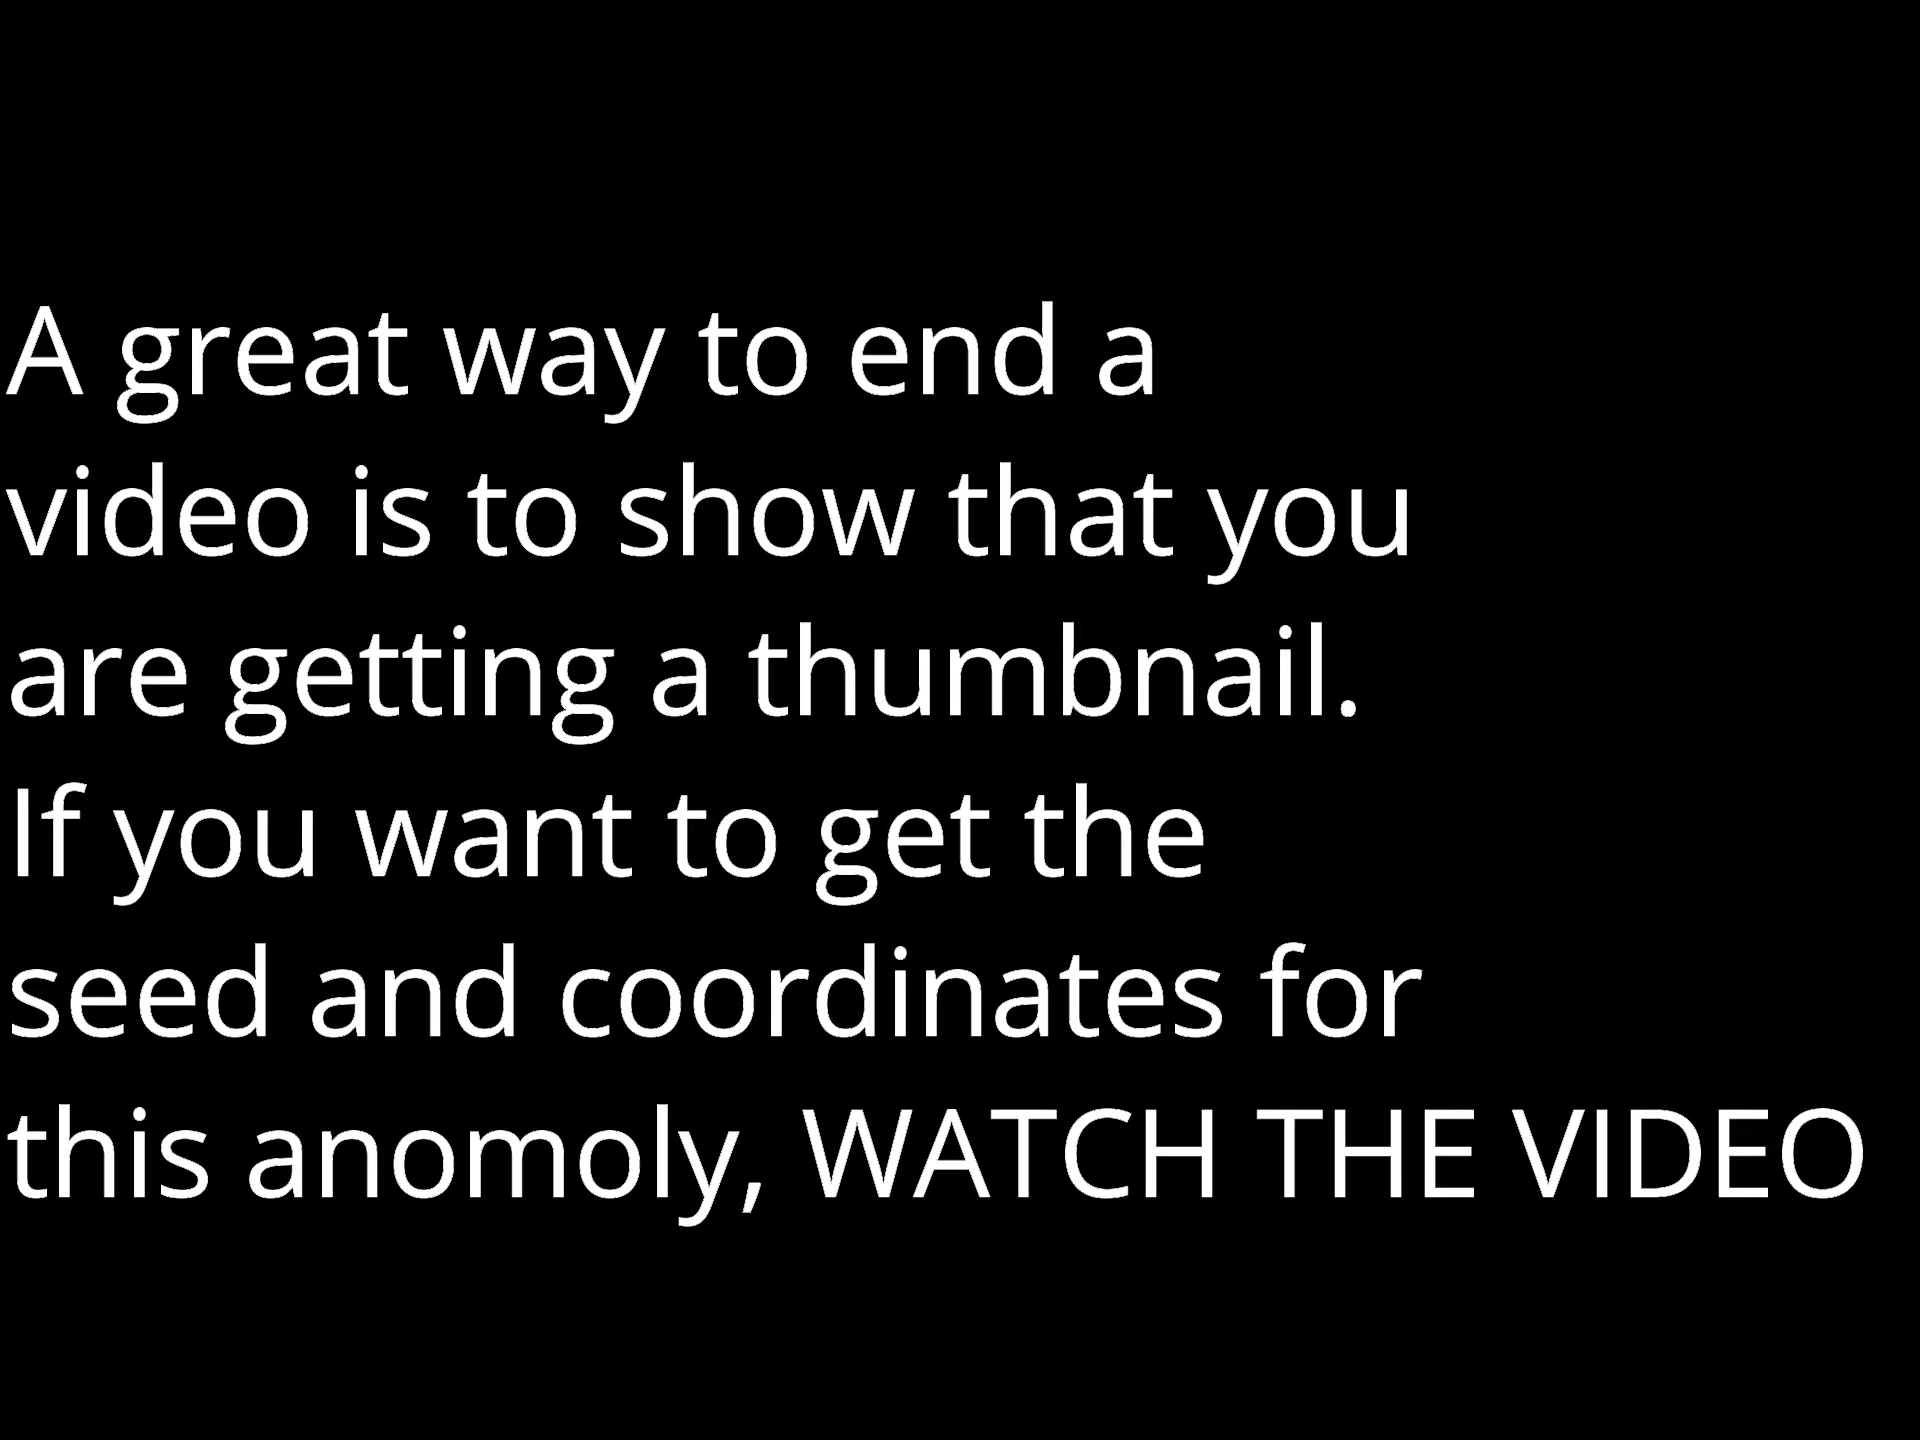 A great way to end a
video is to show that you
are getting a thumbnail.
If you want to get the
seed and coordinates for
this anomoly, WATCH THE VIDEO